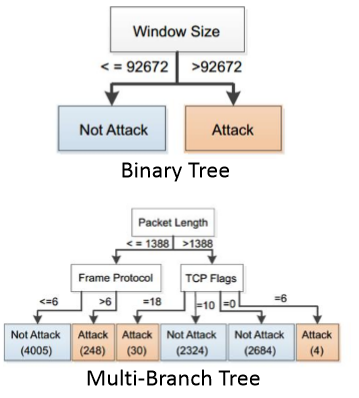 Window Size
< = 92672 >92672
Not Attack Attack
Binary Tree
Packet Length
< = 1388 >1388
Frame Protocol TCP Flags
<=6 >6 =18 =10 =0 =6
Not Attack Attack Attack Not Attack Not Attack Attack
(4005) (248) (30) (2324) (2684) (4)
Multi-Branch Tree